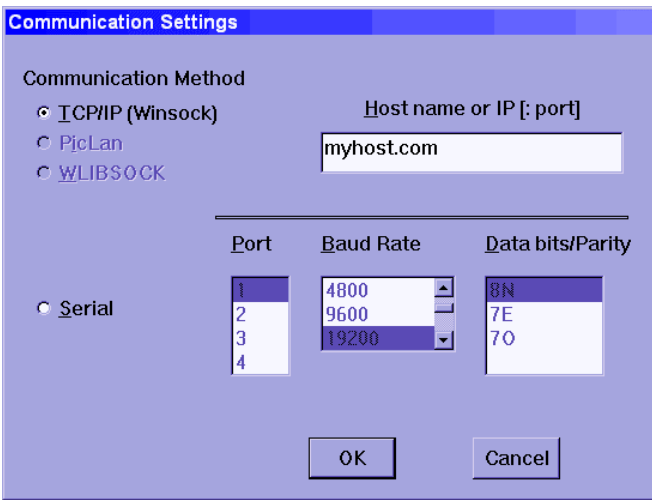 Communication Settings
Communication Method
TCP/IP (Winsock)
PicLan
WLIBSOCK
Host name or IP [: port]
myhost.com
Serial
Port
1
2
3
4
Baud Rate
4800
9600
19200
Data bits/Parity
8N
7E
7O
OK
Cancel